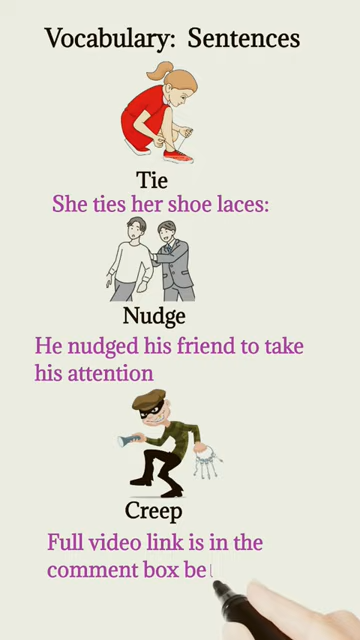 Vocabulary: Sentences
Tie
She ties her shoe laces:
Nudge
He nudged his friend to take
his attention
Creep
Full video link is in the
comment box be